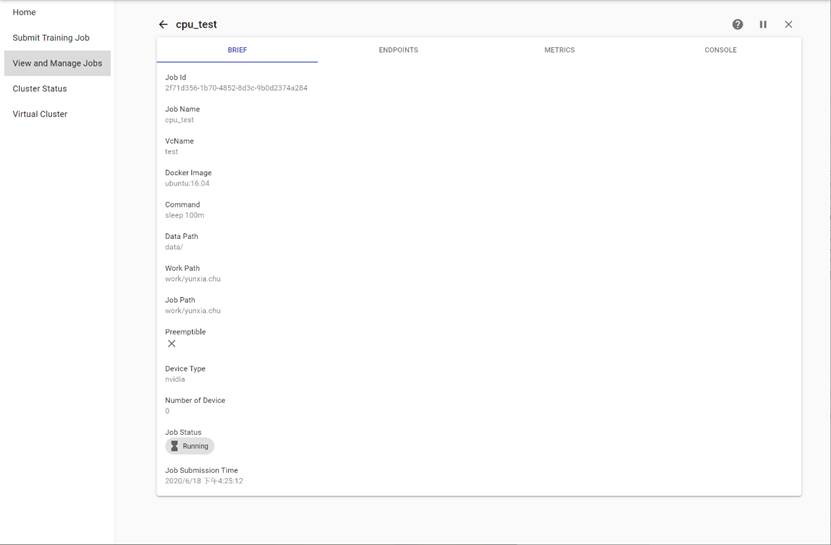 Home
Submit Training Job
View and Manage Jobs
Cluster Status
Virtual Cluster
cpu_test
BRIEF
ENDPOINTS
METRICS
CONSOLE
Job Id
2f71d356-1b70-4852-8d3c-9b0d2374a284
Job Name
cpu_test
VcName
test
Docker Image
ubuntu:16.04
Command
sleep 100m
Data Path
data/
Work Path
work/yunxia.chu
Job Path
work/yunxia.chu
Preemptible
Device Type
nvidia
Number of Device
0
Job Status
Running
Job Submission Time
2020/6/18 下午4:25:12